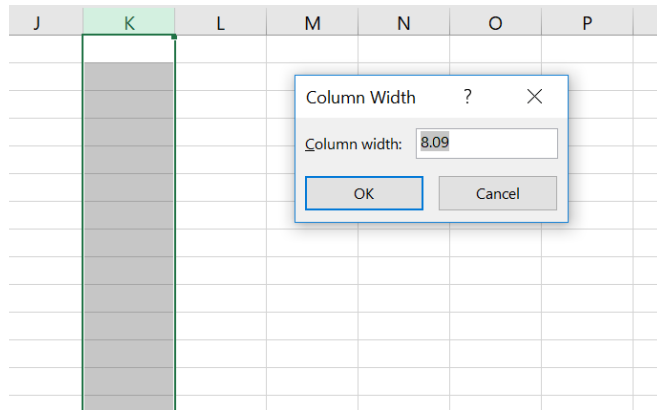 J K L M N O P
Column Width ? ×
Column width: 8.09
OK Cancel